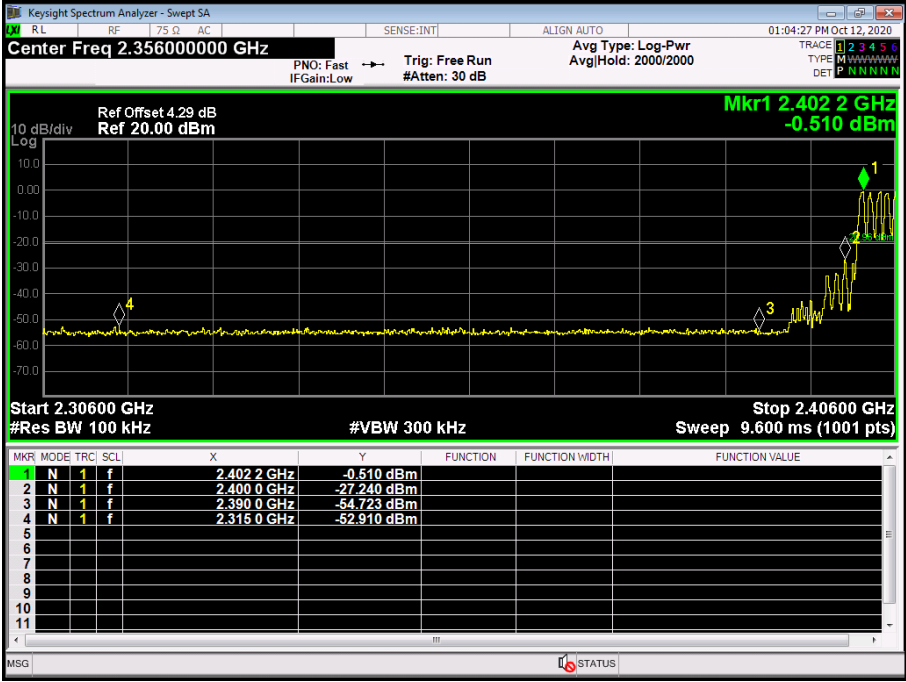 Keysight Spectrum Analyzer - Swept SA
LXI RL RF 75 Ω AC SENSE:INT ALIGN AUTO 01:04:27 PM Oct 12, 2020
Center Freq 2.356000000 GHz
PNO: Fast
IFGain:Low
Trig: Free Run
#Atten: 30 dB
Avg Type: Log-Pwr
Avg|Hold: 2000/2000
TRACE 1 2 3 4 5 6
TYPE M WWWWW
DET P N N N N N
Mkr1 2.402 2 GHz
-0.510 dBm
Ref Offset 4.29 dB
10 dB/div Ref 20.00 dBm
Log
10.0
0.00
-10.0
-20.0
-30.0
-40.0
-50.0
-60.0
-70.0
1
2
3
4
Start 2.30600 GHz Stop 2.40600 GHz
#Res BW 100 kHz #VBW 300 kHz Sweep 9.600 ms (1001 pts)
MKR MODE TRC SCL X Y FUNCTION FUNCTION WIDTH FUNCTION VALUE
1 N 1 f 2.402 2 GHz -0.510 dBm
2 N 1 f 2.400 0 GHz -27.240 dBm
3 N 1 f 2.390 0 GHz -54.723 dBm
4 N 1 f 2.315 0 GHz -52.910 dBm
5
6
7
8
9
10
11
MSG STATUS